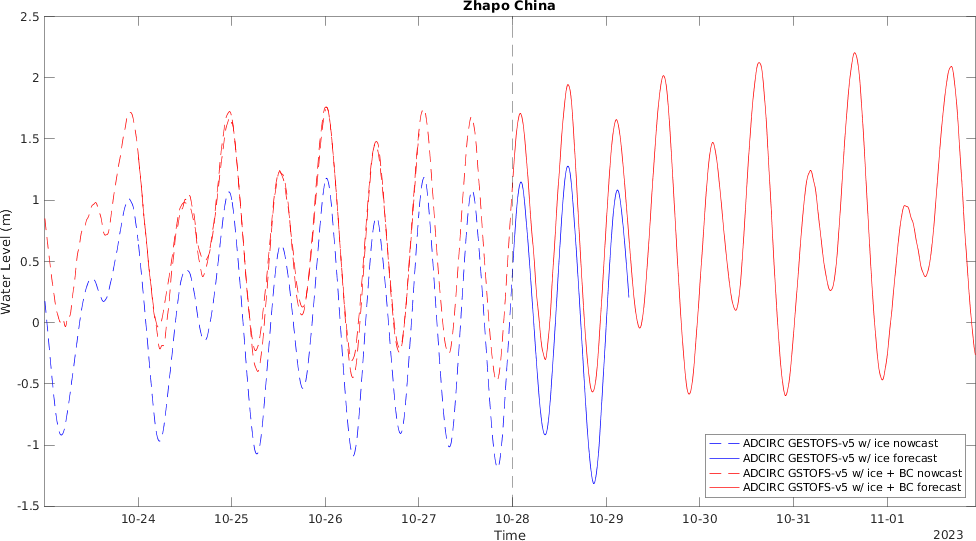 Zhapo China
2.5
2
1.5
1
0.5
0
-0.5
-1
-1.5
Water Level (m)
10-24
10-25
10-26
10-27
10-28
10-29
10-30
10-31
11-01
Time
2023
ADCIRC GESTOFS-v5 w/ ice nowcast
ADCIRC GESTOFS-v5 w/ ice forecast
ADCIRC GSTOFS-v5 w/ ice + BC nowcast
ADCIRC GSTOFS-v5 w/ ice + BC forecast